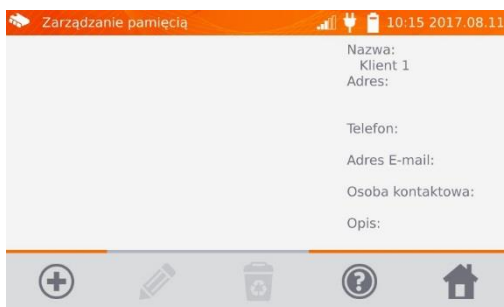 Zarządzanie pamięcią 10:15 2017.08.11
Nazwa:
Klient 1
Adres:
Telefon:
Adres E-mail:
Osoba kontaktowa:
Opis: